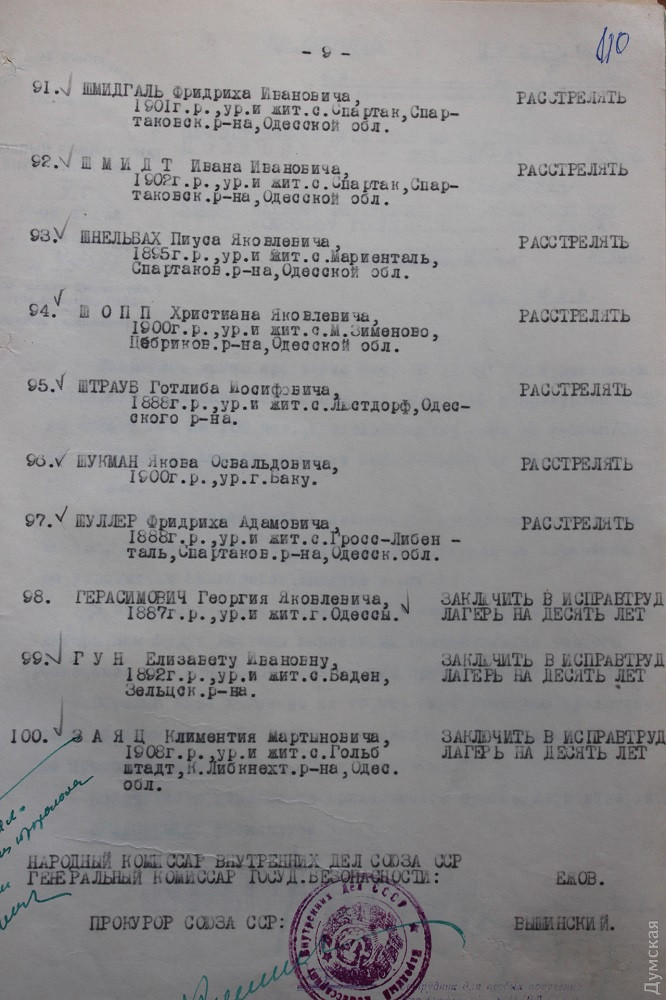 - 9 -
110
91. ШМИДГАЛЬ Фридриха Ивановича, РАССТРЕЛЯТЬ
1901г.р.,ур.и жит.с.Спартак,Спар-
таковск.р-на,Одесской обл.
92. Ш М И Д Т Ивана Ивановича, РАССТРЕЛЯТЬ
1902г.р.,ур.и жит.с.Спартак,Спар-
таковск.р-на,Одесской обл.
93. ШНЕЛЬБАХ Пиуса Яковлевича, РАССТРЕЛЯТЬ
1895г.р.,ур.и жит.с.Мариенталь,
Спартаков.р-на,Одесской обл.
94. Ш О П П Христиана Яковлевича, РАССТРЕЛЯТЬ
1900г.р.,ур.и жит.с.М.Зименово,
Цебриков.р-на,Одесской обл.
95. ШТРАУБ Готлиба Иосифовича, РАССТРЕЛЯТЬ
1888г.р.,ур.и жит.с.Люстдорф,Одес-
ского р-на.
96. ШУКМАН Якова Освальдовича, РАССТРЕЛЯТЬ
1900г.р.,ур.г.Баку.
97. ШУЛЛЕР Фридриха Адамовича, РАССТРЕЛЯТЬ
1888г.р.,ур.и жит.с.Гросс-Либен -
таль,Спартаков.р-на,Одесск.обл.
98. ГЕРАСИМОВИЧ Георгия Яковлевича, ЗАКЛЮЧИТЬ В ИСПРАВТРУД
1887г.р.,ур.и жит.г.Одессы. ЛАГЕРЬ НА ДЕСЯТЬ ЛЕТ
99. Г У Н Елизавету Ивановну, ЗАКЛЮЧИТЬ В ИСПРАВТРУД
1892г.р.,ур.и жит.с.Баден, ЛАГЕРЬ НА ДЕСЯТЬ ЛЕТ
Зельцск.р-на.
100. З А Я Ц Климентия Мартыновича, ЗАКЛЮЧИТЬ В ИСПРАВТРУД
1908г.р.,ур.и жит.с.Гольб ЛАГЕРЬ НА ДЕСЯТЬ ЛЕТ
штадт,К.Либкнехт.р-на,Одес.
обл.
НАРОДНЫЙ КОМИССАР ВНУТРЕННИХ ДЕЛ СОЮЗА ССР
ГЕНЕРАЛЬНЫЙ КОМИССАР ГОСУД.БЕЗОПАСНОСТИ: ЕЖОВ.
ПРОКУРОР СОЮЗА ССР: ВЫШИНСКИЙ.
Народный Комиссариат Внутренних Дел СССР
Думская